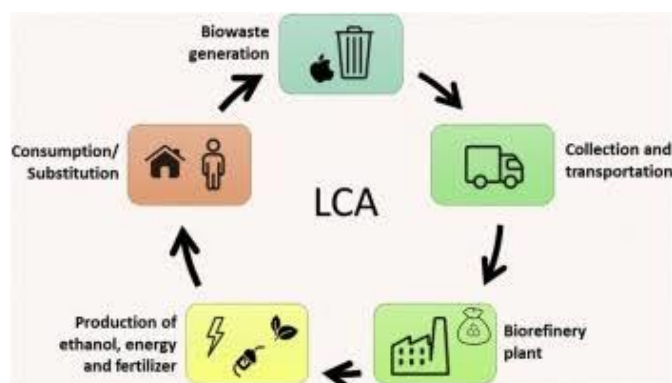 Biowaste
generation
Collection and
transportation
Biorefinery
plant
Production of
ethanol, energy
and fertilizer
Consumption/
Substitution
LCA